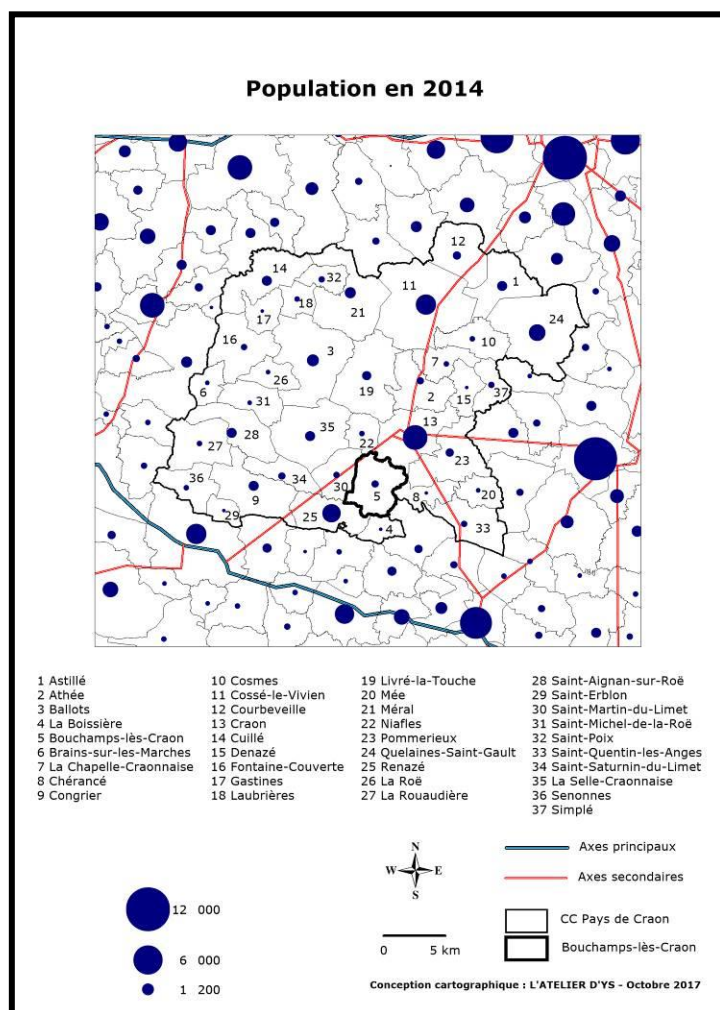 Population en 2014
12
14
32
1
11
18
21
24
17
16
3
10
7
26
19
6
2
15
37
31
13
35
28
22
27
23
34
36
30
9
5
8
20
25
29
4
33
1 Astillé
2 Athée
3 Ballots
4 La Boissière
5 Bouchamps-lès-Craon
6 Brains-sur-les-Marches
7 La Chapelle-Craonnaise
8 Chérancé
9 Congrier
10 Cosmes
11 Cossé-le-Vivien
12 Courbeveille
13 Craon
14 Cuillé
15 Denazé
16 Fontaine-Couverte
17 Gastines
18 Laubrières
19 Livré-la-Touche
20 Mée
21 Méral
22 Niafles
23 Pommerieux
24 Quelaines-Saint-Gault
25 Renazé
26 La Roë
27 La Rouaudière
28 Saint-Aignan-sur-Roë
29 Saint-Erblon
30 Saint-Martin-du-Limet
31 Saint-Michel-de-la-Roë
32 Saint-Poix
33 Saint-Quentin-les-Anges
34 Saint-Saturnin-du-Limet
35 La Selle-Craonnaise
36 Senonnes
37 Simplé
12 000
6 000
1 200
N
W E
S
0 5 km
Axes principaux
Axes secondaires
CC Pays de Craon
Bouchamps-lès-Craon
Conception cartographique : L'ATELIER D'YS - Octobre 2017